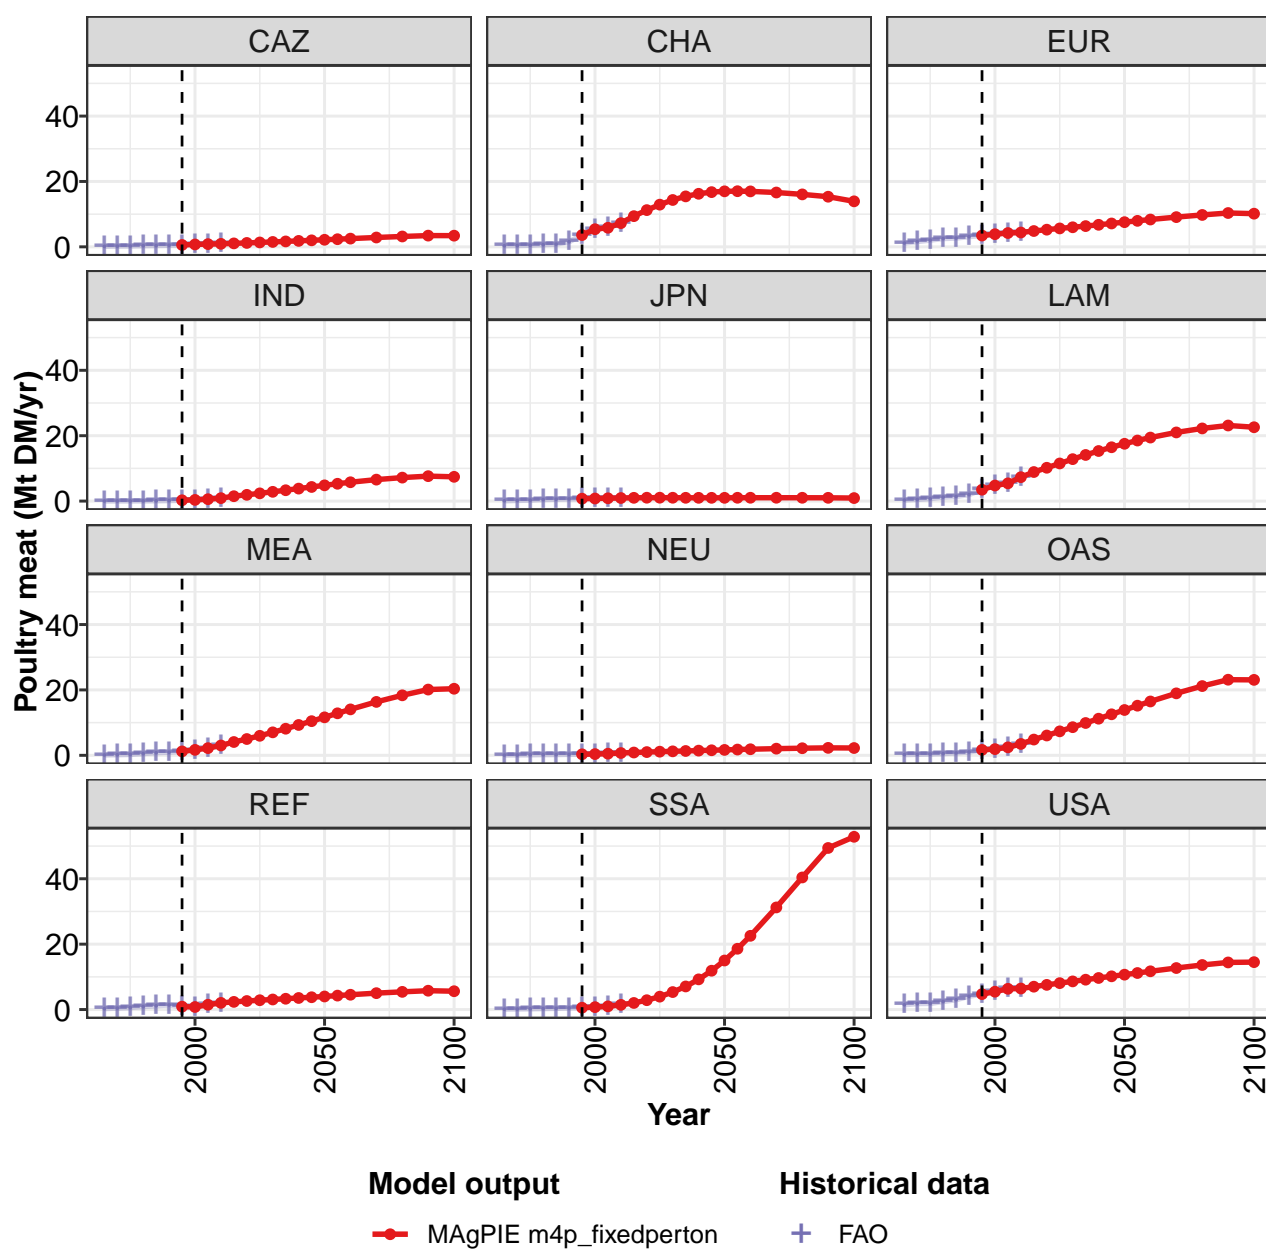 CAZ CHA EUR
40
20
0
IND JPN LAM
40
20
0
MEA NEU OAS
40
20
0
REF SSA USA
40
20
0
Poultry meat (Mt DM/yr)
2000 2050 2100 2000 2050 2100 2000 2050 2100
Year
Model output Historical data
MAgPIE m4p_fixedperton FAO